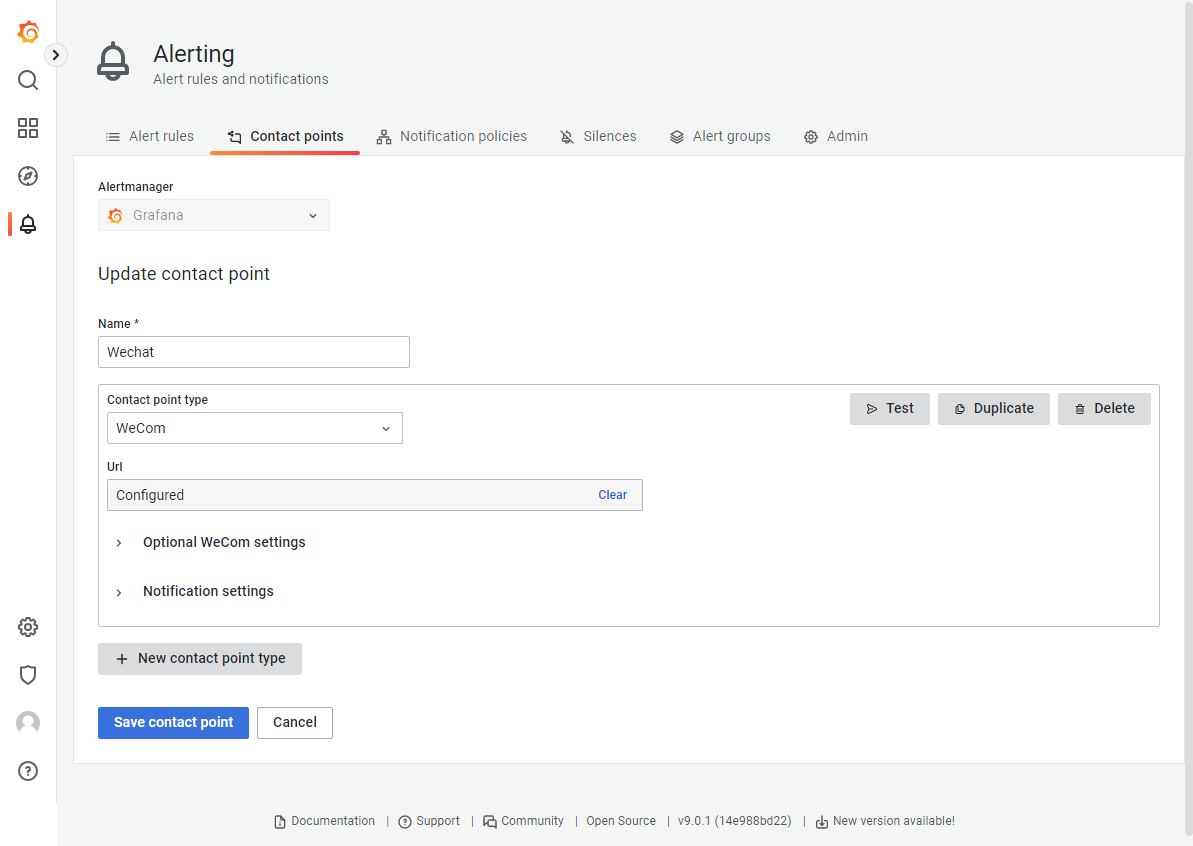 Alerting
Alert rules and notifications
Alert rules
Contact points
Notification policies
Silences
Alert groups
Admin
Alertmanager
Grafana
Update contact point
Name *
Wechat
Contact point type
WeCom
Test
Duplicate
Delete
Url
Configured
Clear
Optional WeCom settings
Notification settings
New contact point type
Save contact point
Cancel
Documentation | Support | Community | Open Source | v9.0.1 (14e988bd22) | New version available!